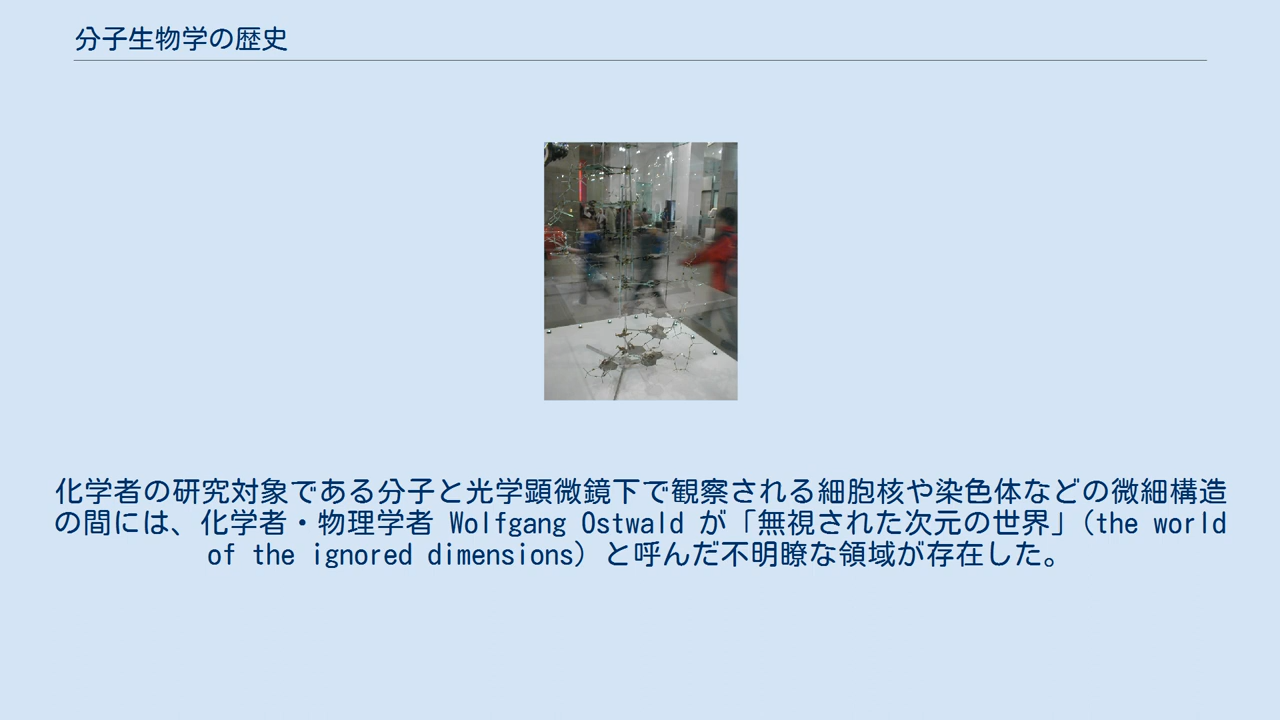 分子生物学の歴史
化学者の研究対象である分子と光学顕微鏡下で観察される細胞核や染色体などの微細構造
の間には、化学者・物理学者 Wolfgang Ostwald が「無視された次元の世界」（the world
of the ignored dimensions）と呼んだ不明瞭な領域が存在した。